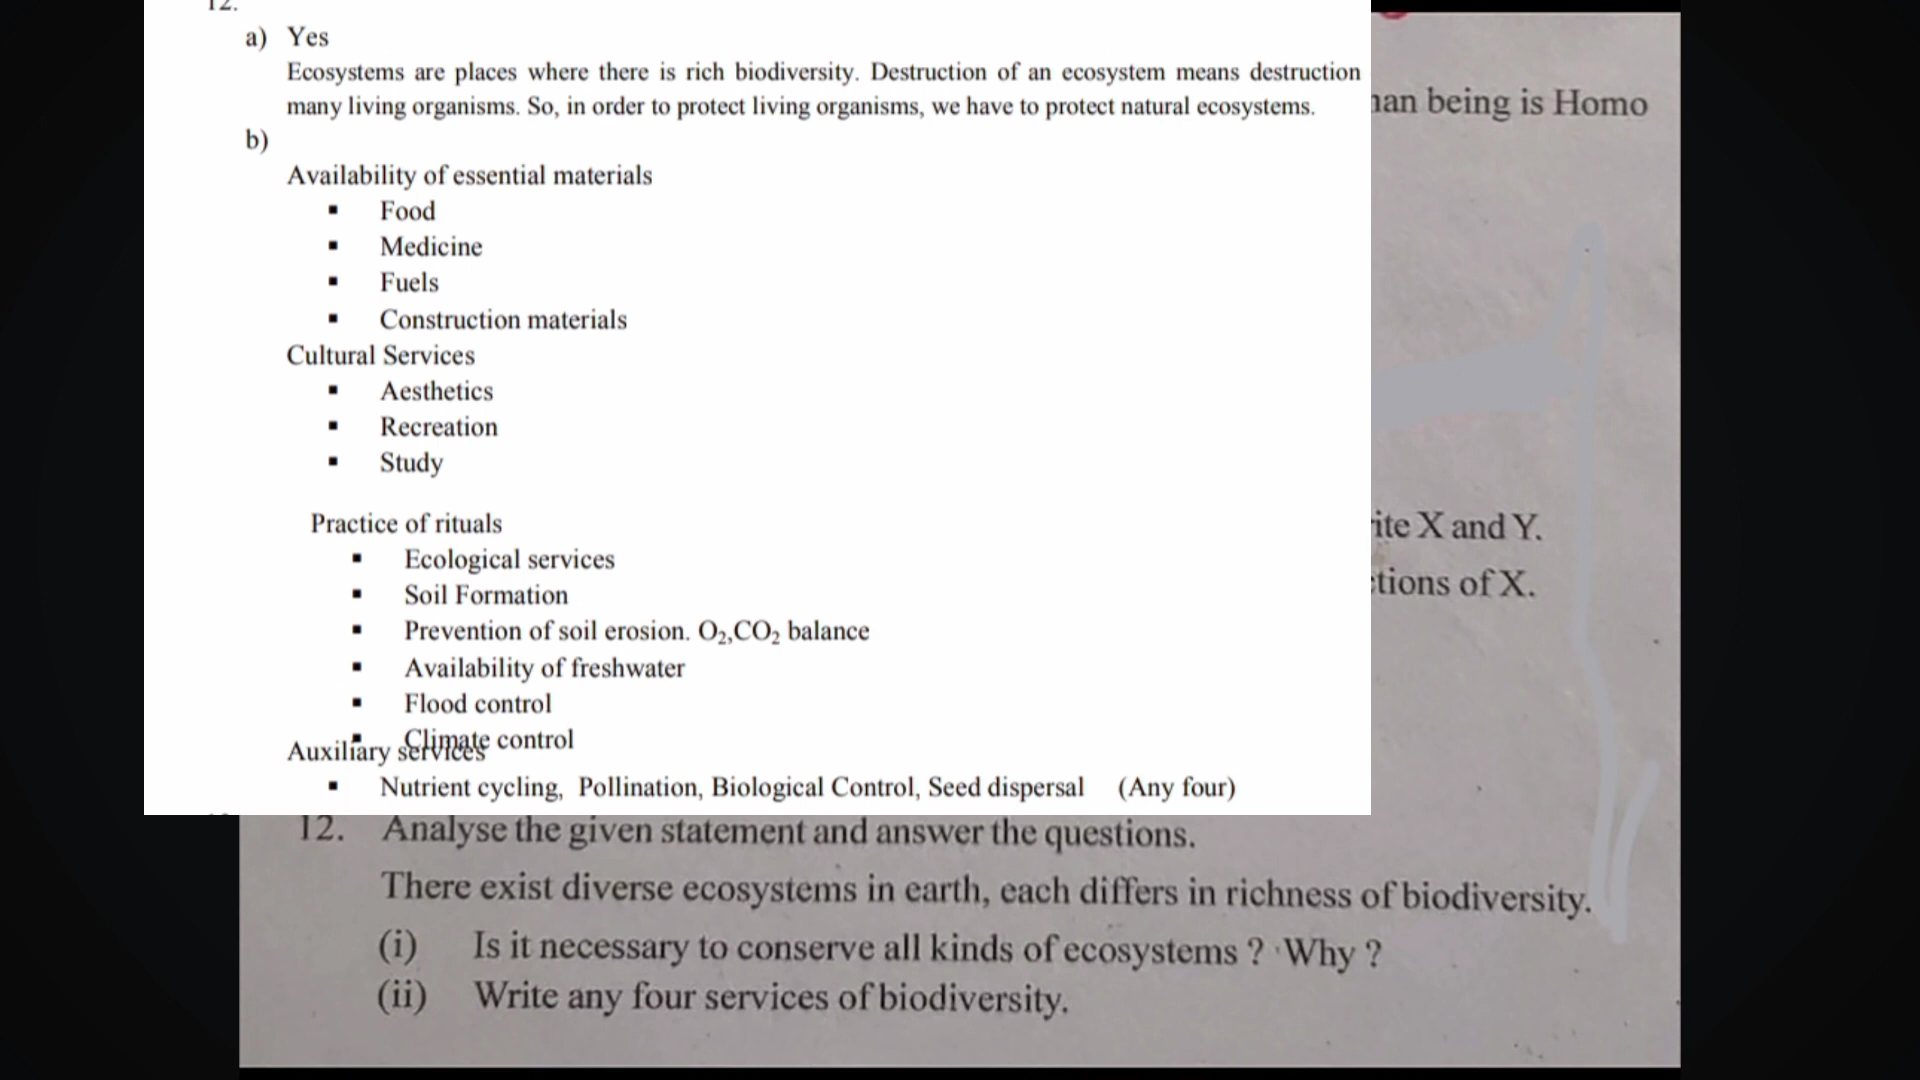 12.
a) Yes
Ecosystems are places where there is rich biodiversity. Destruction of an ecosystem means destruction
many living organisms. So, in order to protect living organisms, we have to protect natural ecosystems.
b)
Availability of essential materials
▪ Food
▪ Medicine
▪ Fuels
▪ Construction materials
Cultural Services
▪ Aesthetics
▪ Recreation
▪ Study
Practice of rituals
▪ Ecological services
▪ Soil Formation
▪ Prevention of soil erosion. O₂,CO₂ balance
▪ Availability of freshwater
▪ Flood control
▪ Climate control
Auxiliary services
▪ Nutrient cycling, Pollination, Biological Control, Seed dispersal (Any four)
being is Homo
X and Y.
of X.
12. Analyse the given statement and answer the questions.
There exist diverse ecosystems in earth, each differs in richness of biodiversity.
(i) Is it necessary to conserve all kinds of ecosystems ? Why ?
(ii) Write any four services of biodiversity.